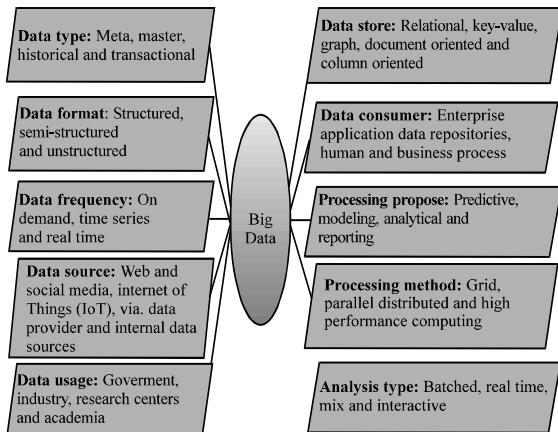 Data type: Meta, master,
historical and transactional
Data format: Structured,
semi-structured
and unstructured
Data frequency: On
demand, time series
and real time
Data source: Web and
social media, internet of
Things (IoT), via. data
provider and internal data
sources
Data usage: Goverment,
industry, research centers
and academia
Big
Data
Data store: Relational, key-value,
graph, document oriented and
column oriented
Data consumer: Enterprise
application data repositories,
human and business process
Processing propose: Predictive,
modeling, analytical and
reporting
Processing method: Grid,
parallel distributed and high
performance computing
Analysis type: Batched, real time,
mix and interactive